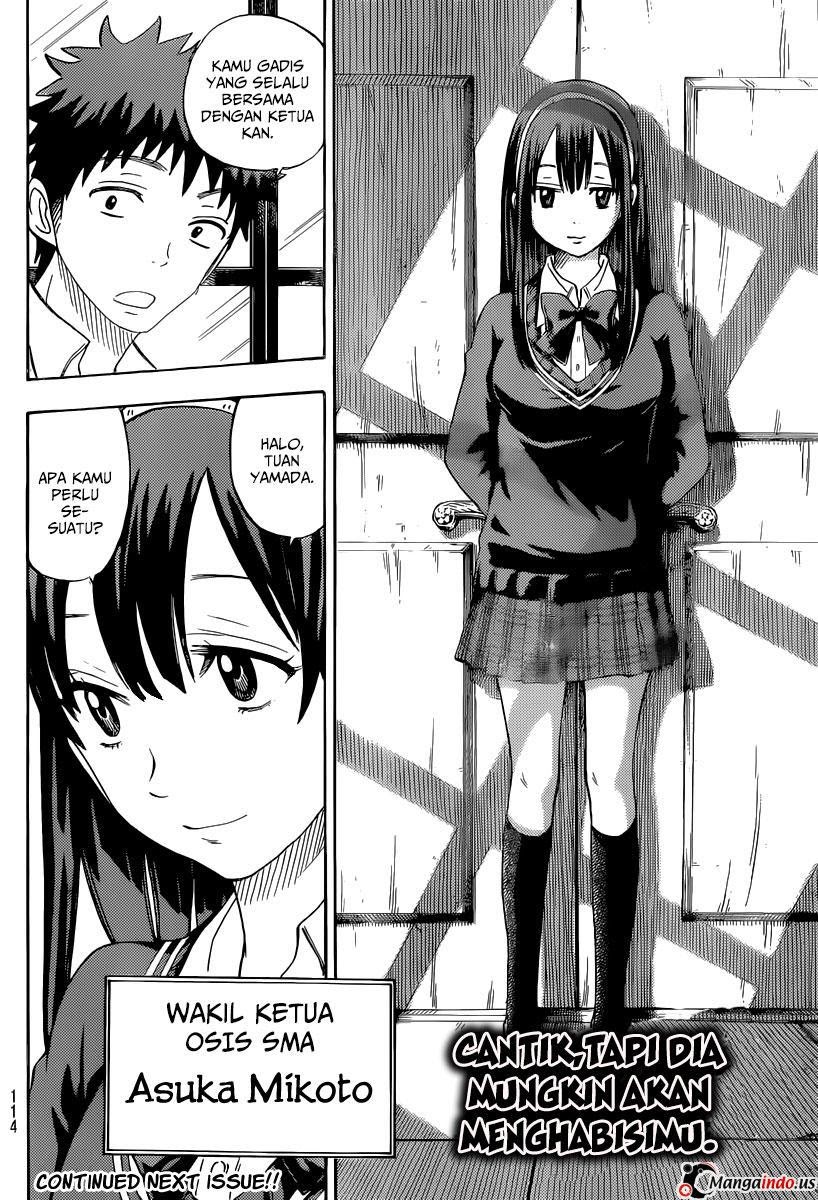 KAMU GADIS
YANG SELALU
BERSAMA
DENGAN KETUA
KAN.
HALO,
TUAN
YAMADA.
APA KAMU
PERLU
SE-
SUATU?
WAKIL KETUA
OSIS SMA
Asuka Mikoto
CANTIK,TAPI DIA
MUNGKIN AKAN
MENGHABISIMU.
114
CONTINUED NEXT ISSUE!!
Mangaindo.us